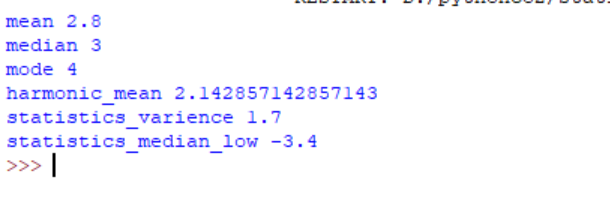 mean 2.8
median 3
mode 4
harmonic_mean 2.142857142857143
statistics_varience 1.7
statistics_median_low -3.4
>>>